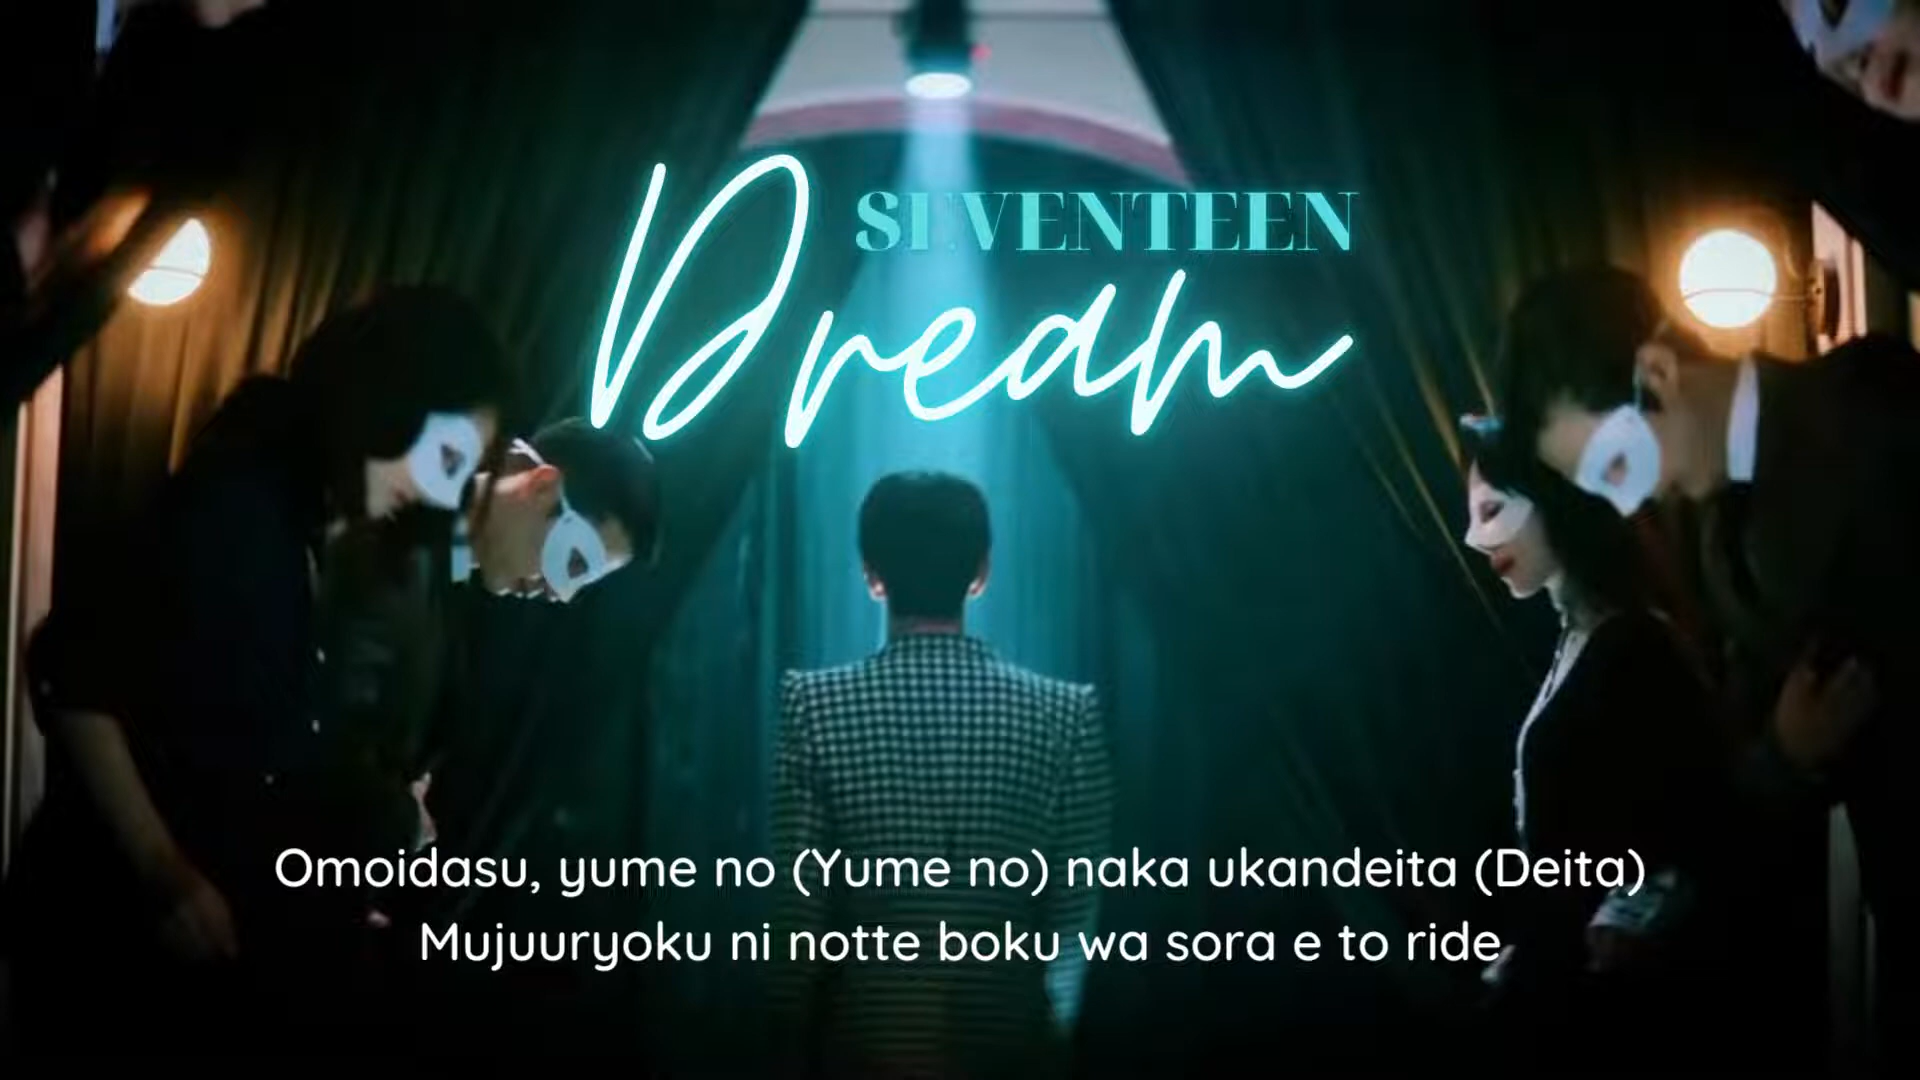 SEVENTEEN
Dream
Omoidasu, yume no (Yume no) naka ukandeita (Deita)
Mujuuryoku ni notte boku wa sora e to ride